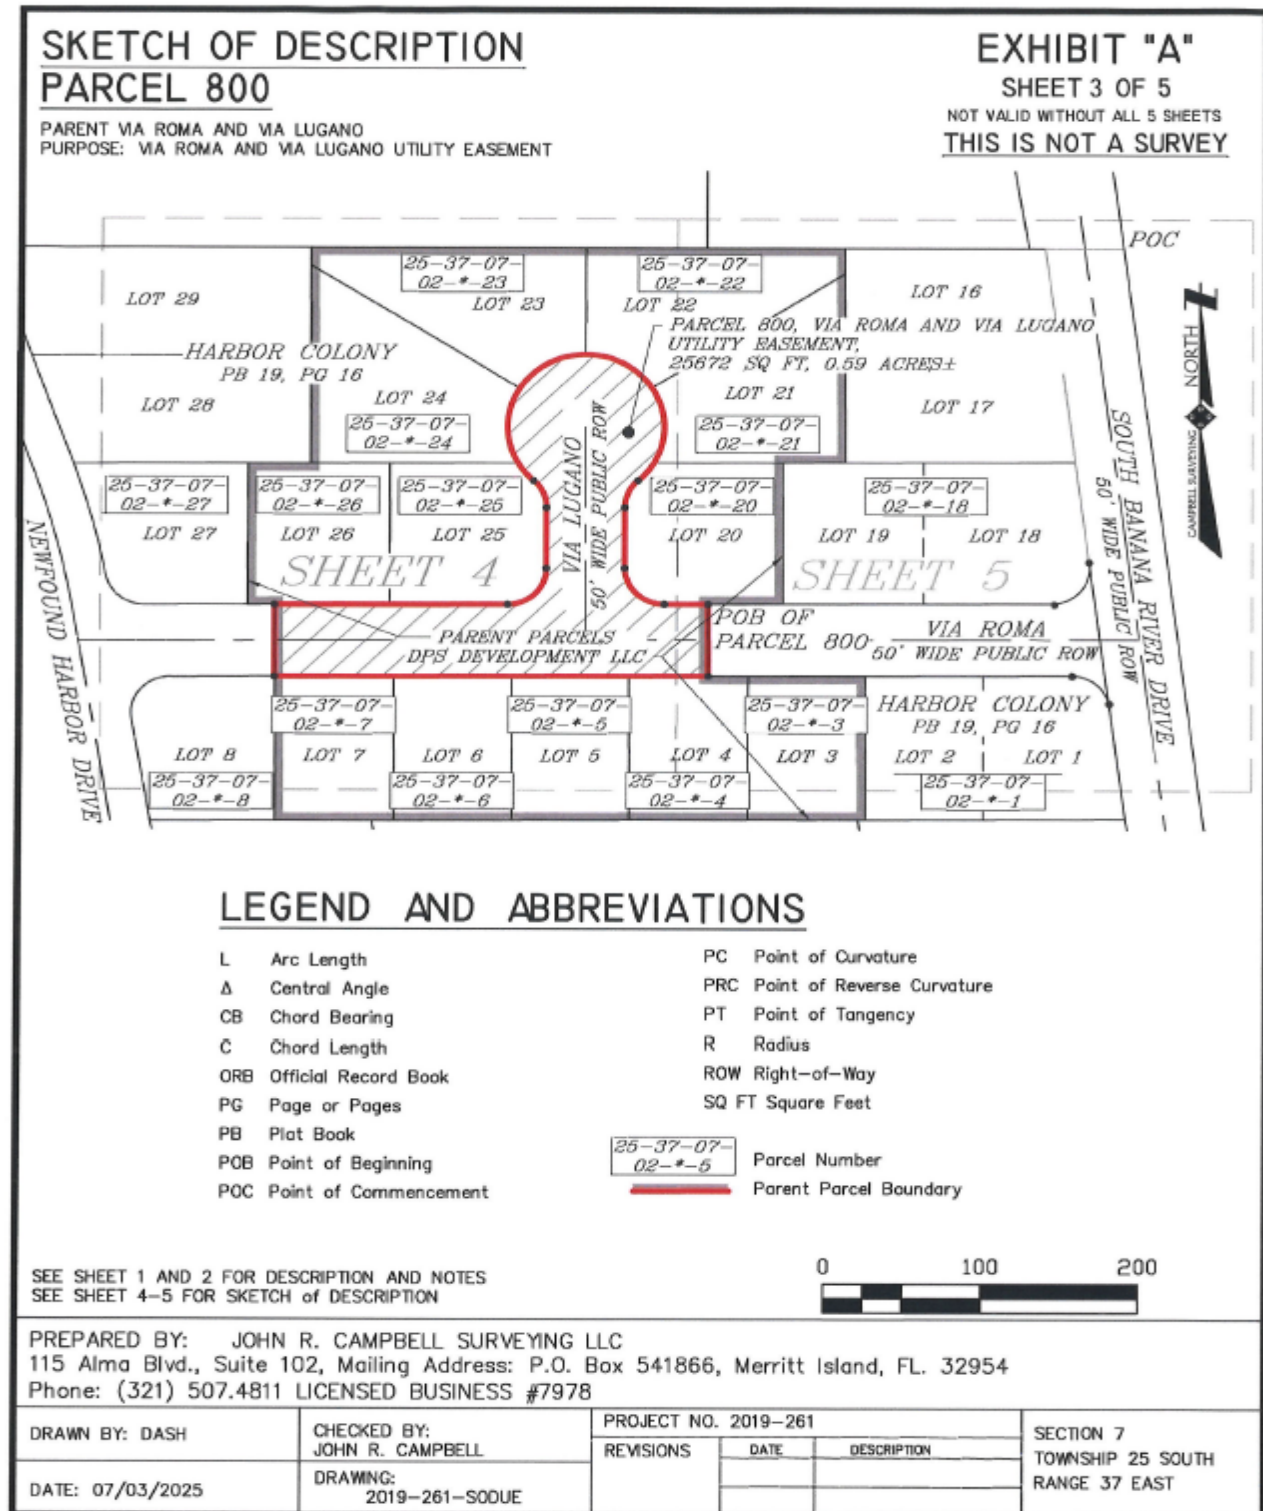 SKETCH OF DESCRIPTION
PARCEL 800
PARENT VIA ROMA AND VIA LUGANO
PURPOSE: VIA ROMA AND VIA LUGANO UTILITY EASEMENT
EXHIBIT "A"
SHEET 3 OF 5
NOT VALID WITHOUT ALL 5 SHEETS
THIS IS NOT A SURVEY
POC
25-37-07-
02-*-23
LOT 23
25-37-07-
02-*-22
LOT 22
LOT 29
LOT 16
PARCEL 800, VIA ROMA AND VIA LUGANO
UTILITY EASEMENT,
25672 SQ FT, 0.59 ACRES±
HARBOR COLONY
PB 19, PG 16
LOT 28
LOT 24
25-37-07-
02-*-24
LOT 21
25-37-07-
02-*-21
LOT 17
NORTH
CAMPBELL SURVEYING
SOUTH BANANA RIVER DRIVE
50' WIDE PUBLIC ROW
VIA LUGANO
50' WIDE PUBLIC ROW
25-37-07-
02-*-27
LOT 27
25-37-07-
02-*-26
LOT 26
25-37-07-
02-*-25
LOT 25
25-37-07-
02-*-20
LOT 20
25-37-07-
02-*-18
LOT 19
LOT 18
SHEET 4
SHEET 5
NEWFOUND HARBOR DRIVE
PARENT PARCELS
DPS DEVELOPMENT LLC
POB OF
PARCEL 800
VIA ROMA
50' WIDE PUBLIC ROW
25-37-07-
02-*-7
LOT 7
25-37-07-
02-*-5
LOT 5
25-37-07-
02-*-3
LOT 3
HARBOR COLONY
PB 19, PG 16
LOT 8
25-37-07-
02-*-8
LOT 6
25-37-07-
02-*-6
LOT 4
25-37-07-
02-*-4
LOT 2
LOT 1
25-37-07-
02-*-1
LEGEND AND ABBREVIATIONS
L Arc Length
Δ Central Angle
CB Chord Bearing
C Chord Length
ORB Official Record Book
PG Page or Pages
PB Plat Book
POB Point of Beginning
POC Point of Commencement
PC Point of Curvature
PRC Point of Reverse Curvature
PT Point of Tangency
R Radius
ROW Right-of-Way
SQ FT Square Feet
25-37-07-
02-*-5
Parcel Number
Parent Parcel Boundary
0 100 200
SEE SHEET 1 AND 2 FOR DESCRIPTION AND NOTES
SEE SHEET 4-5 FOR SKETCH of DESCRIPTION
PREPARED BY: JOHN R. CAMPBELL SURVEYING LLC
115 Alma Blvd., Suite 102, Mailing Address: P.O. Box 541866, Merritt Island, FL. 32954
Phone: (321) 507.4811 LICENSED BUSINESS #7978
DRAWN BY: DASH
DATE: 07/03/2025
CHECKED BY:
JOHN R. CAMPBELL
DRAWING:
2019-261-SODUE
PROJECT NO. 2019-261
REVISIONS DATE DESCRIPTION
SECTION 7
TOWNSHIP 25 SOUTH
RANGE 37 EAST